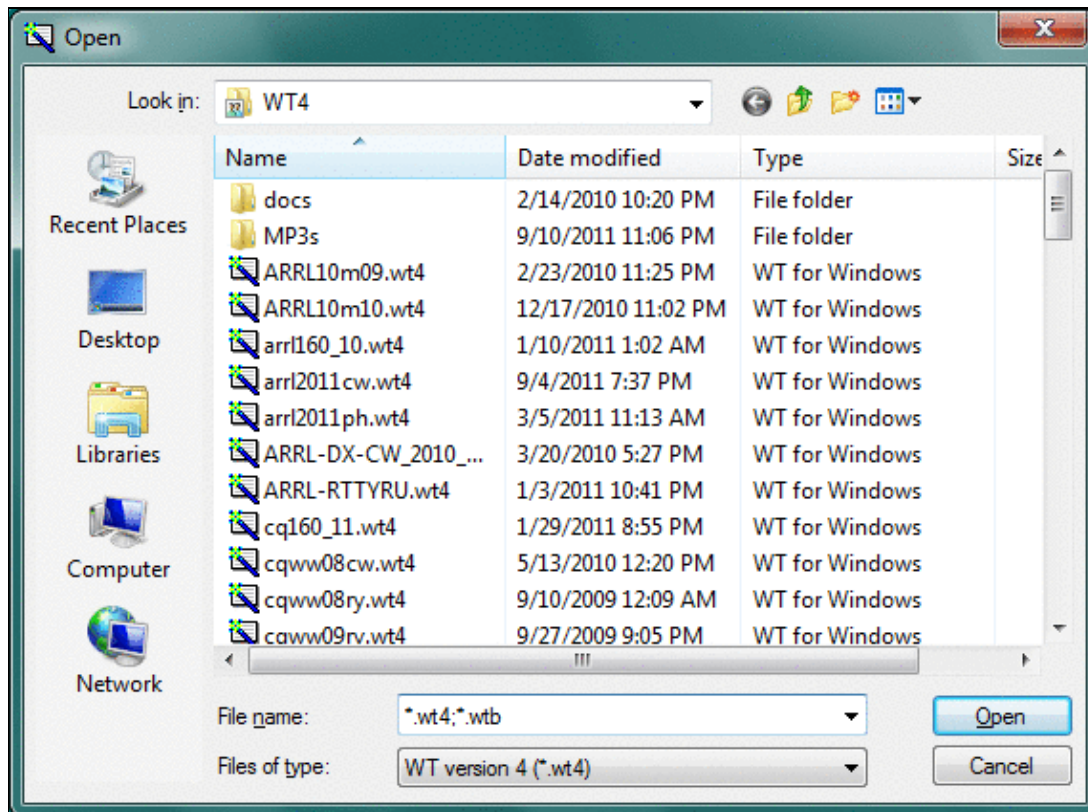 Open
Look in: WT4
Name Date modified Type Size
docs 2/14/2010 10:20 PM File folder
MP3s 9/10/2011 11:06 PM File folder
ARRL10m09.wt4 2/23/2010 11:25 PM WT for Windows
ARRL10m10.wt4 12/17/2010 11:02 PM WT for Windows
arrl160_10.wt4 1/10/2011 1:02 AM WT for Windows
arrl2011cw.wt4 9/4/2011 7:37 PM WT for Windows
arrl2011ph.wt4 3/5/2011 11:13 AM WT for Windows
ARRL-DX-CW_2010_... 3/20/2010 5:27 PM WT for Windows
ARRL-RTTYRU.wt4 1/3/2011 10:41 PM WT for Windows
cq160_11.wt4 1/29/2011 8:55 PM WT for Windows
cqww08cw.wt4 5/13/2010 12:20 PM WT for Windows
cqww08ry.wt4 9/10/2009 12:09 AM WT for Windows
cqww09ry.wt4 9/27/2009 9:05 PM WT for Windows
Recent Places
Desktop
Libraries
Computer
Network
File name: *.wt4;*.wtb Open
Files of type: WT version 4 (*.wt4) Cancel